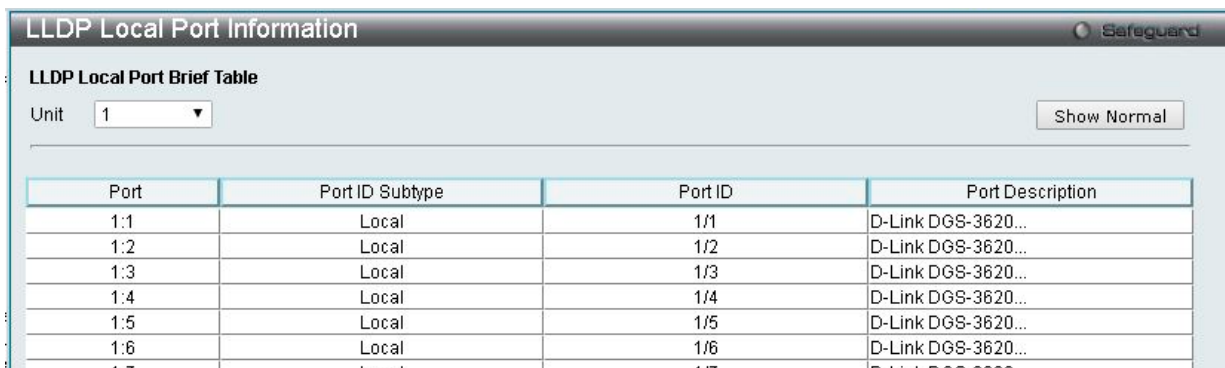 LLDP Local Port Information
Safeguard
LLDP Local Port Brief Table
Unit 1
Show Normal
Port Port ID Subtype Port ID Port Description
1:1 Local 1/1 D-Link DGS-3620...
1:2 Local 1/2 D-Link DGS-3620...
1:3 Local 1/3 D-Link DGS-3620...
1:4 Local 1/4 D-Link DGS-3620...
1:5 Local 1/5 D-Link DGS-3620...
1:6 Local 1/6 D-Link DGS-3620...